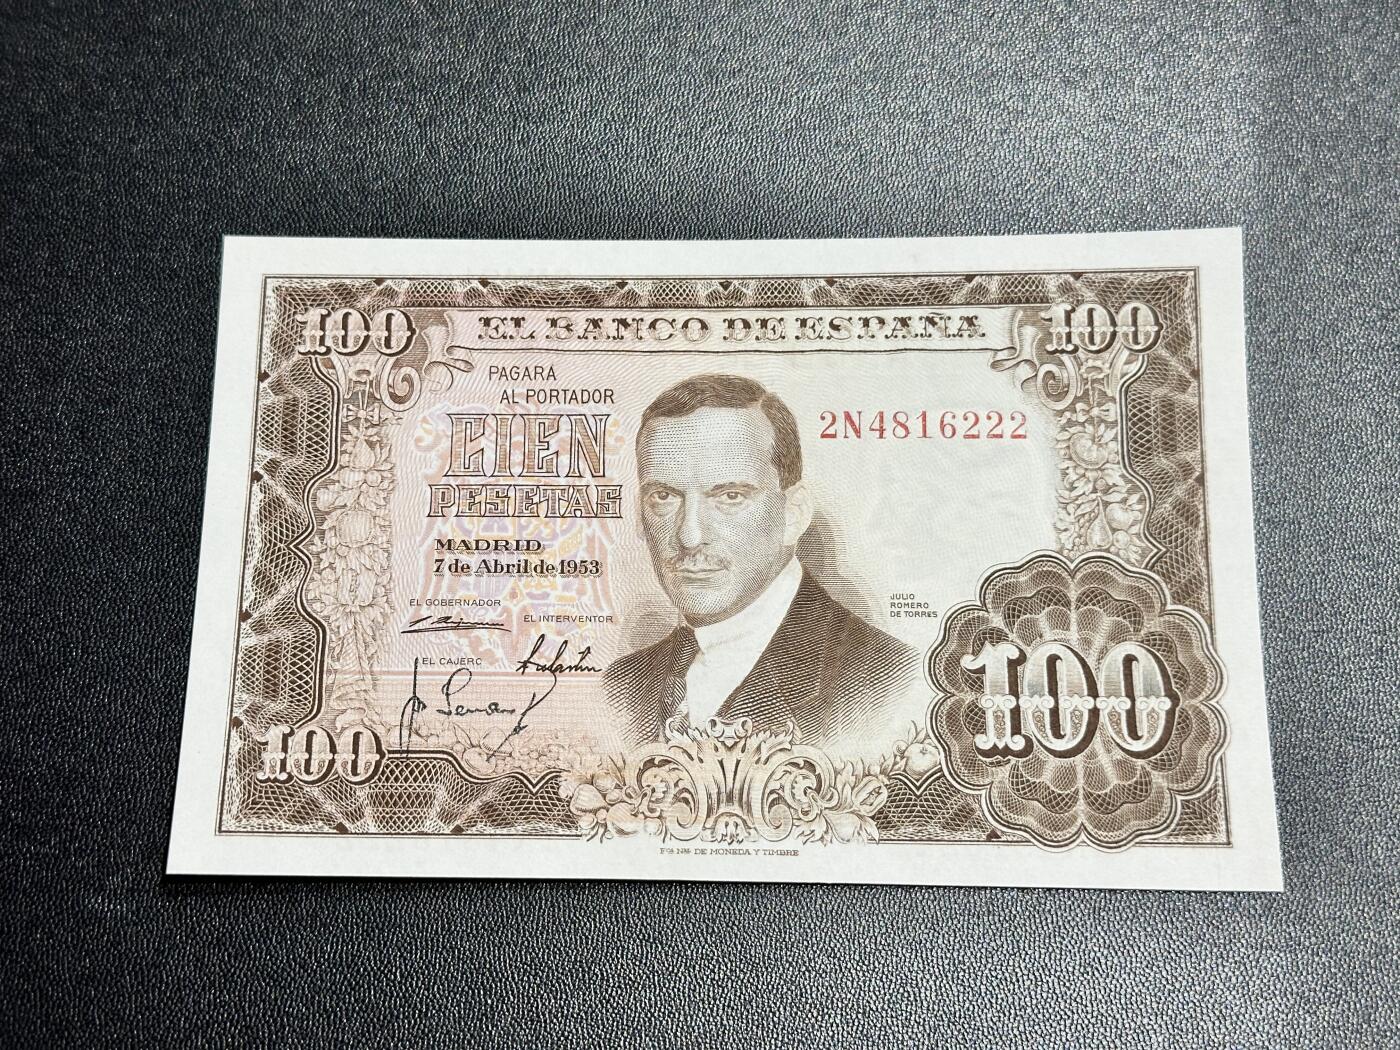 100
EL BANCO DE ESPAÑA
100
PAGARA
AL PORTADOR
CIEN
PESETAS
2N4816222
MADRID
7 de Abril de 1953
EL GOBERNADOR
EL INTERVENTOR
EL CAJERO
JULIO
ROMERO
DE TORRES
100
100
Fca. Nal. DE MONEDA Y TIMBRE